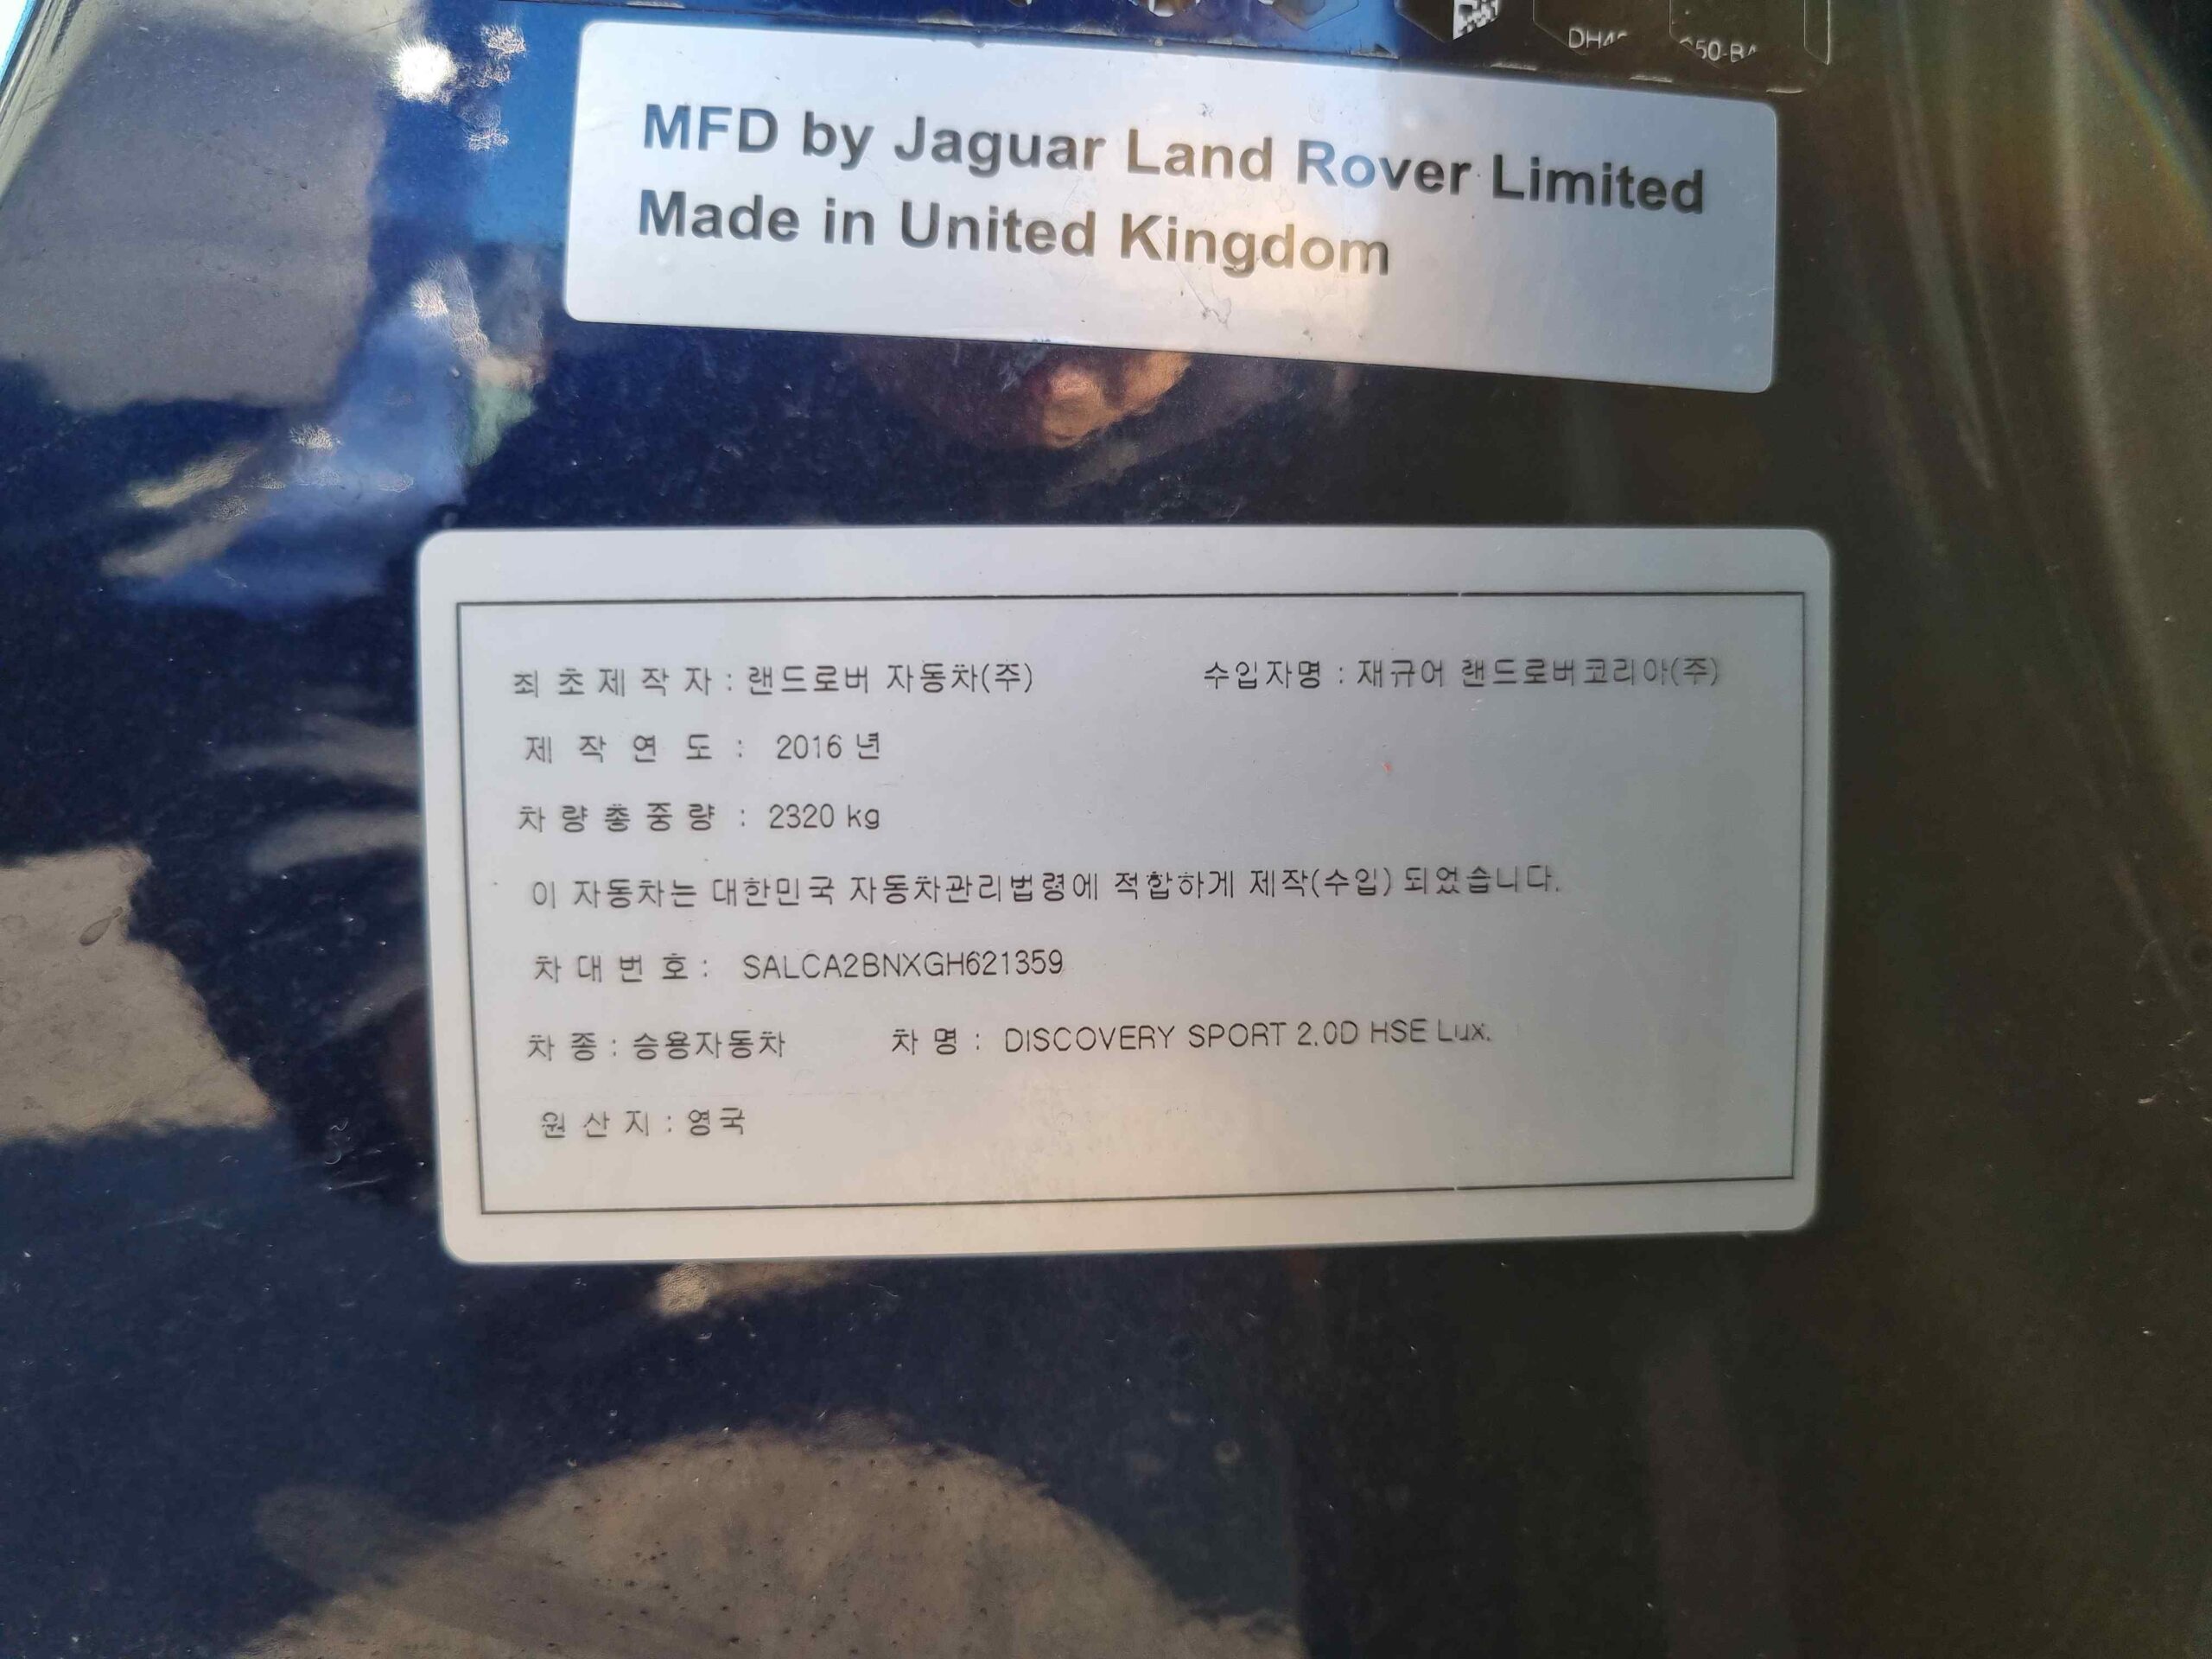 MFD by Jaguar Land Rover Limited
Made in United Kingdom
최초제작자 : 랜드로버 자동차(주) 수입자명 : 재규어 랜드로버코리아(주)
제작연도 : 2016 년
차량총중량 : 2320 kg
이 자동차는 대한민국 자동차관리법령에 적합하게 제작(수입) 되었습니다.
차대번호 : SALCA2BNXGH621359
차종 : 승용자동차 차명 : DISCOVERY SPORT 2.0D HSE Lux.
원산지 : 영국